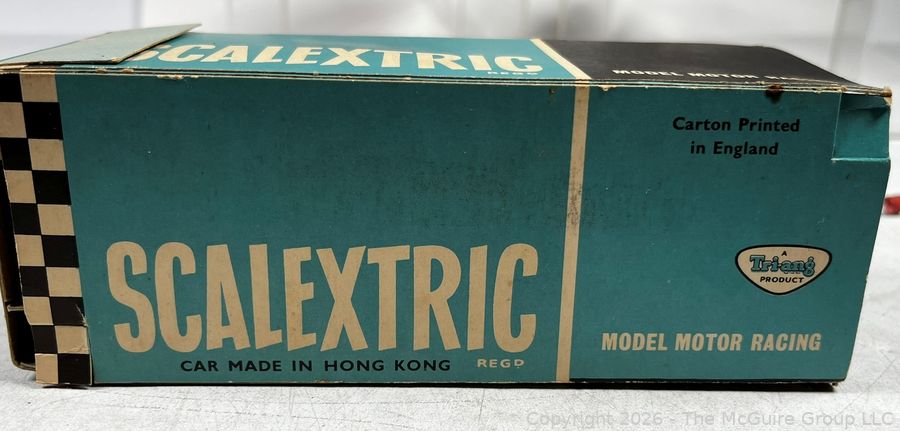 SCALEXTRIC
REGD
MODEL MOTOR
Carton Printed
in England
A
Tri-ang
PRODUCT
SCALEXTRIC
MODEL MOTOR RACING
CAR MADE IN HONG KONG REGD
Copyright 2026 - The McGuire Group LLC